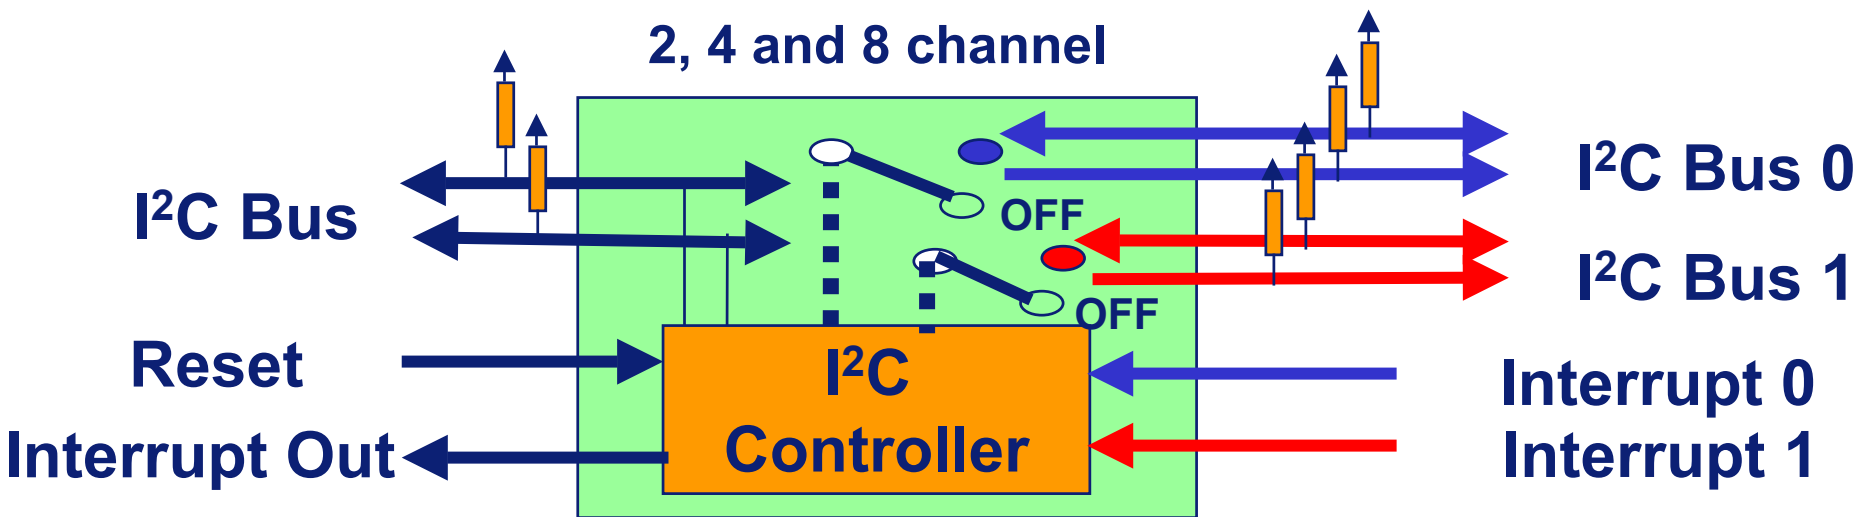 2, 4 and 8 channel
I²C Bus
I²C Bus 0
OFF
I²C Bus 1
OFF
Reset
I²C
Controller
Interrupt 0
Interrupt Out
Interrupt 1